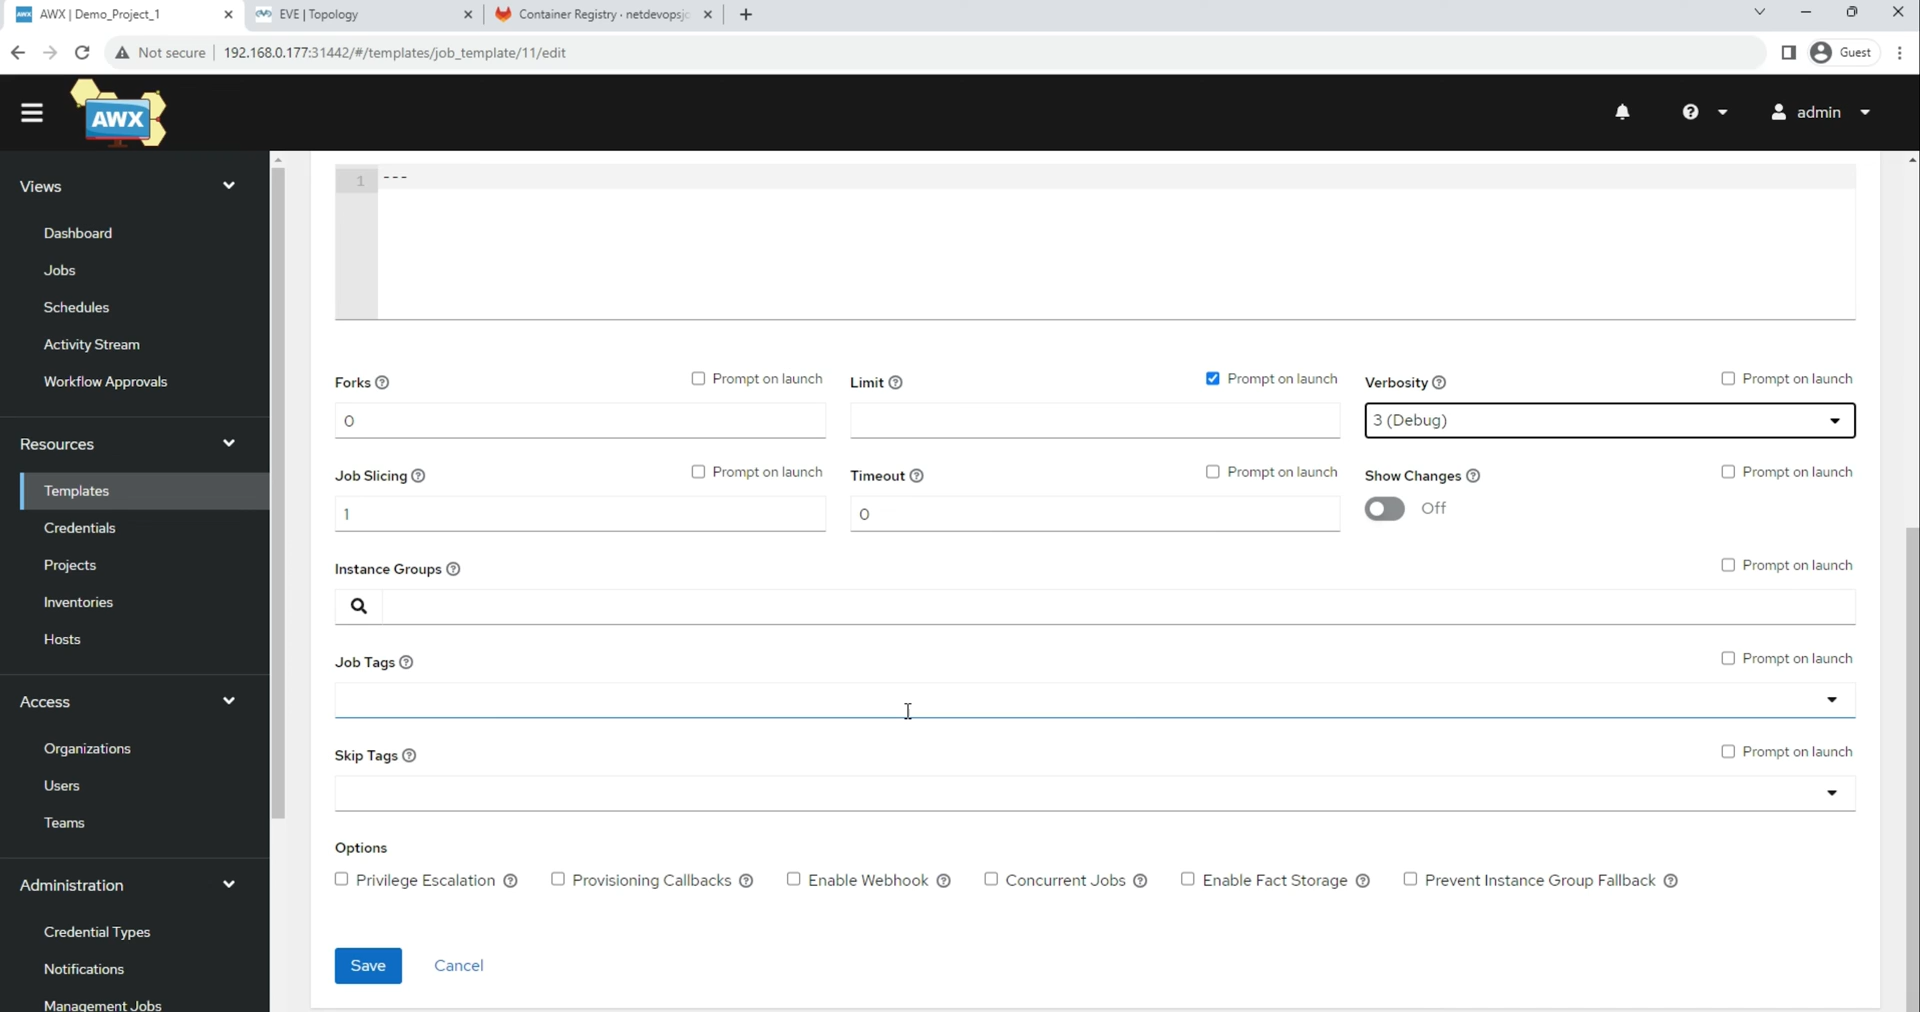 AWX | Demo_Project_1
EVE | Topology
Container Registry · netdevopsjo
Not secure
192.168.0.177:31442/#/templates/job_template/11/edit
Guest
AWX
admin
Views
Dashboard
Jobs
Schedules
Activity Stream
Workflow Approvals
Resources
Templates
Credentials
Projects
Inventories
Hosts
Access
Organizations
Users
Teams
Administration
Credential Types
Notifications
Management Jobs
1 ---
Forks
Prompt on launch
0
Limit
Prompt on launch
Verbosity
Prompt on launch
3 (Debug)
Job Slicing
Prompt on launch
1
Timeout
Prompt on launch
0
Show Changes
Prompt on launch
Off
Instance Groups
Prompt on launch
Job Tags
Prompt on launch
Skip Tags
Prompt on launch
Options
Privilege Escalation
Provisioning Callbacks
Enable Webhook
Concurrent Jobs
Enable Fact Storage
Prevent Instance Group Fallback
Save
Cancel